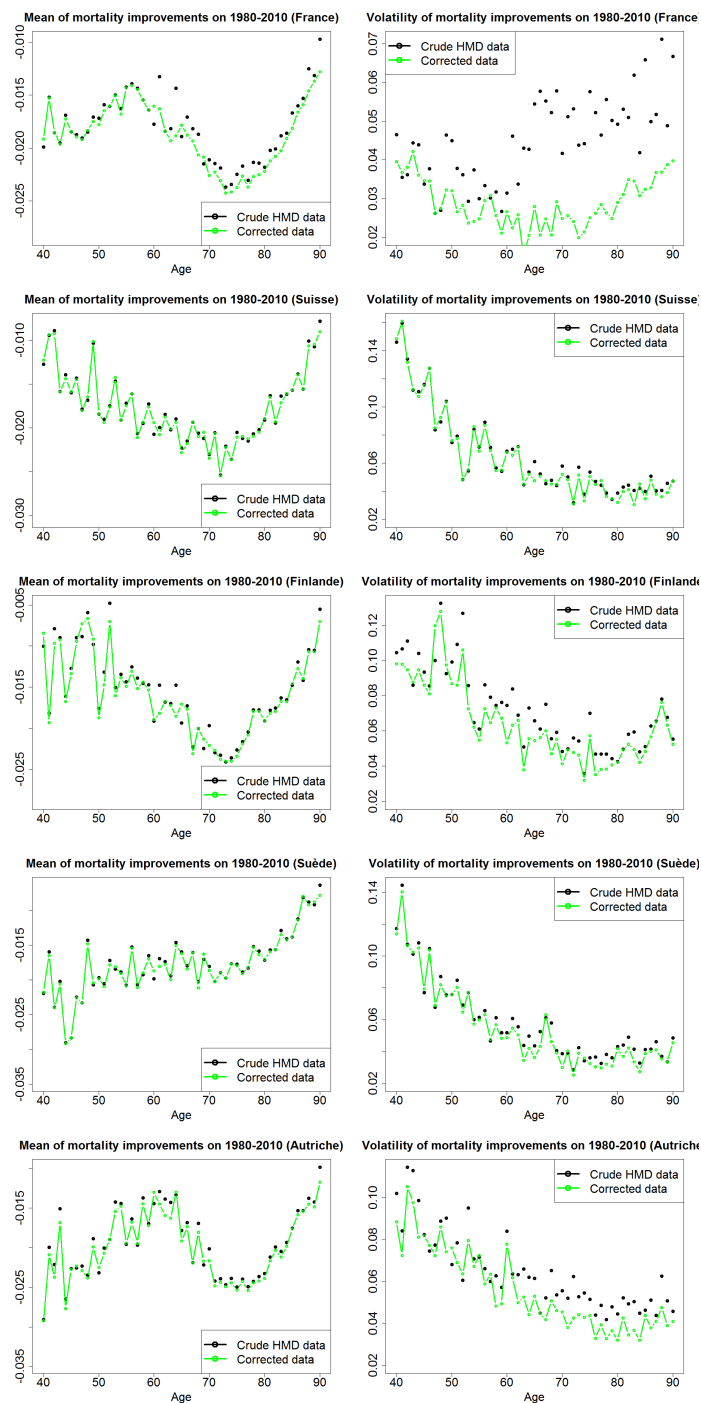 Mean of mortality improvements on 1980-2010 (France)
-0.010
-0.015
-0.020
-0.025
Crude HMD data
Corrected data
40 50 60 70 80 90
Age
Volatility of mortality improvements on 1980-2010 (France
0.07
0.06
0.05
0.04
0.03
0.02
Crude HMD data
Corrected data
40 50 60 70 80 90
Age
Mean of mortality improvements on 1980-2010 (Suisse)
-0.010
-0.020
-0.030
Crude HMD data
Corrected data
40 50 60 70 80 90
Age
Volatility of mortality improvements on 1980-2010 (Suisse)
0.14
0.10
0.06
0.02
Crude HMD data
Corrected data
40 50 60 70 80 90
Age
Mean of mortality improvements on 1980-2010 (Finlande)
-0.005
-0.015
-0.025
Crude HMD data
Corrected data
40 50 60 70 80 90
Age
Volatility of mortality improvements on 1980-2010 (Finlande
0.12
0.10
0.08
0.06
0.04
0.02
Crude HMD data
Corrected data
40 50 60 70 80 90
Age
Mean of mortality improvements on 1980-2010 (Suède)
-0.015
-0.025
-0.035
Crude HMD data
Corrected data
40 50 60 70 80 90
Age
Volatility of mortality improvements on 1980-2010 (Suède)
0.14
0.10
0.06
0.02
Crude HMD data
Corrected data
40 50 60 70 80 90
Age
Mean of mortality improvements on 1980-2010 (Autriche)
-0.015
-0.025
-0.035
Crude HMD data
Corrected data
40 50 60 70 80 90
Age
Volatility of mortality improvements on 1980-2010 (Autriche
0.10
0.08
0.06
0.04
0.02
Crude HMD data
Corrected data
40 50 60 70 80 90
Age